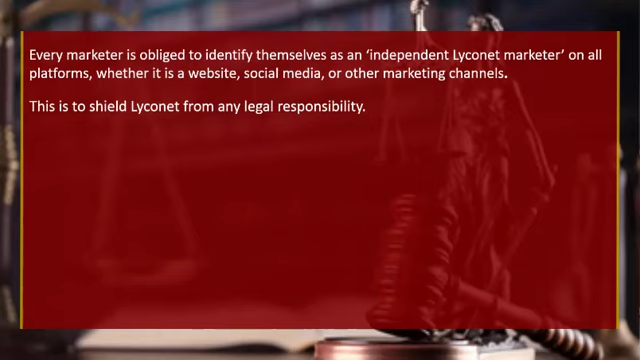 Every marketer is obliged to identify themselves as an ‘independent Lyconet marketer’ on all
platforms, whether it is a website, social media, or other marketing channels.
This is to shield Lyconet from any legal responsibility.